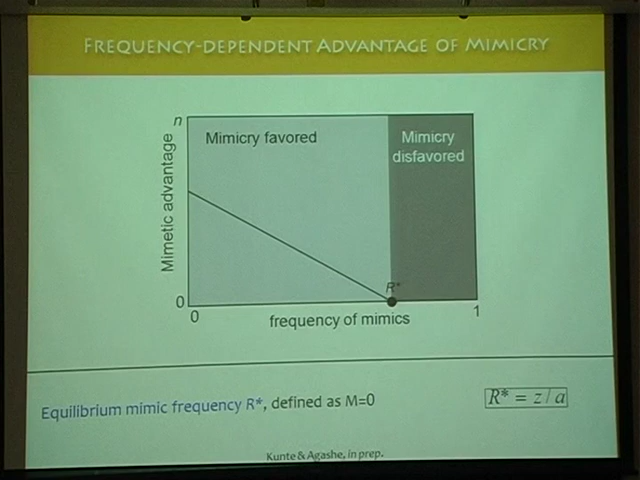 FREQUENCY-DEPENDENT ADVANTAGE OF MIMICRY
n
Mimicry favored
Mimicry
disfavored
Mimetic advantage
R*
0
0
frequency of mimics
1
Equilibrium mimic frequency R*, defined as M=0
R* = z / a
Kunte & Agashe, in prep.